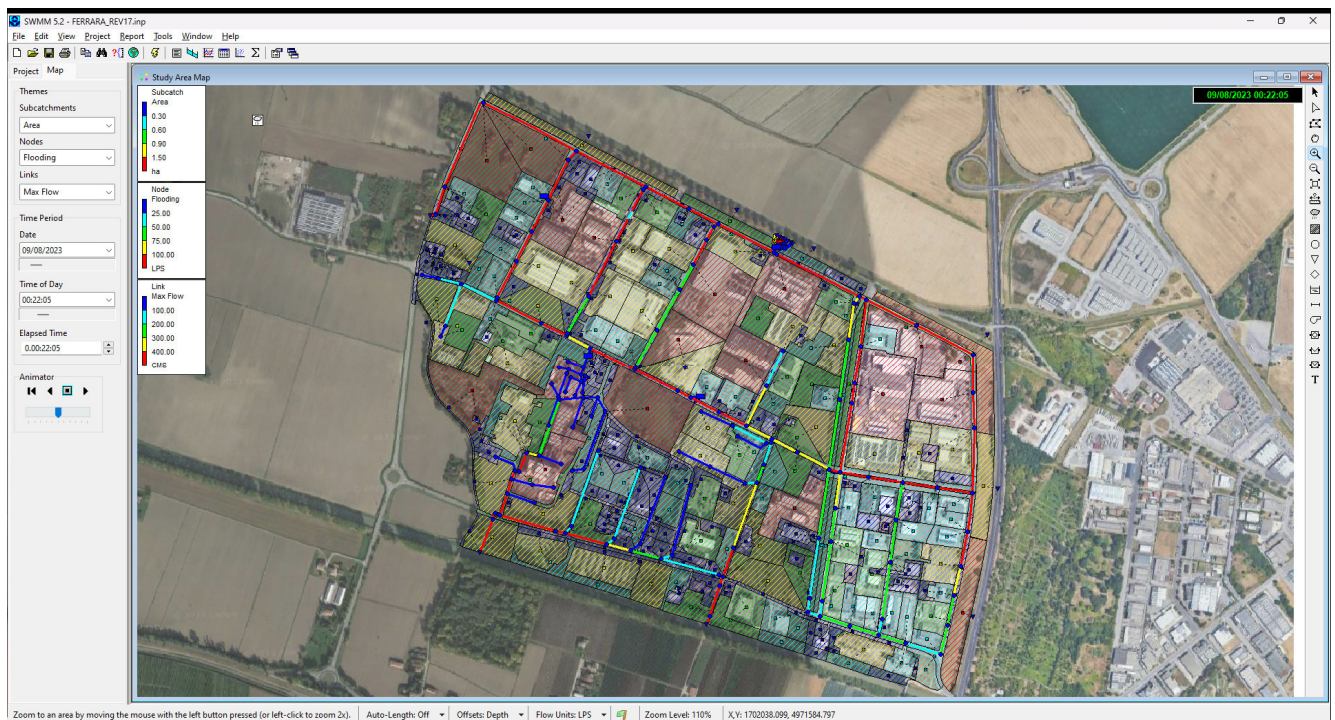 SWMM 5.2 - FERRARA_REV17.inp
File Edit View Project Report Tools Window Help
Project Map
Study Area Map
Themes
Subcatchments
Area
Nodes
Flooding
Links
Max Flow
Time Period
Date
09/08/2023
Time of Day
00:22:05
Elapsed Time
0.00:22:05
Animator
Subcatch
Area
0.30
0.60
0.90
1.50
ha
Node
Flooding
25.00
50.00
75.00
100.00
LPS
Link
Max Flow
100.00
200.00
300.00
400.00
CMS
09/08/2023 00:22:05
T
Zoom to an area by moving the mouse with the left button pressed (or left-click to zoom 2x). Auto-Length: Off Offsets: Depth Flow Units: LPS Zoom Level: 110% X,Y: 1702038.099, 4971584.797